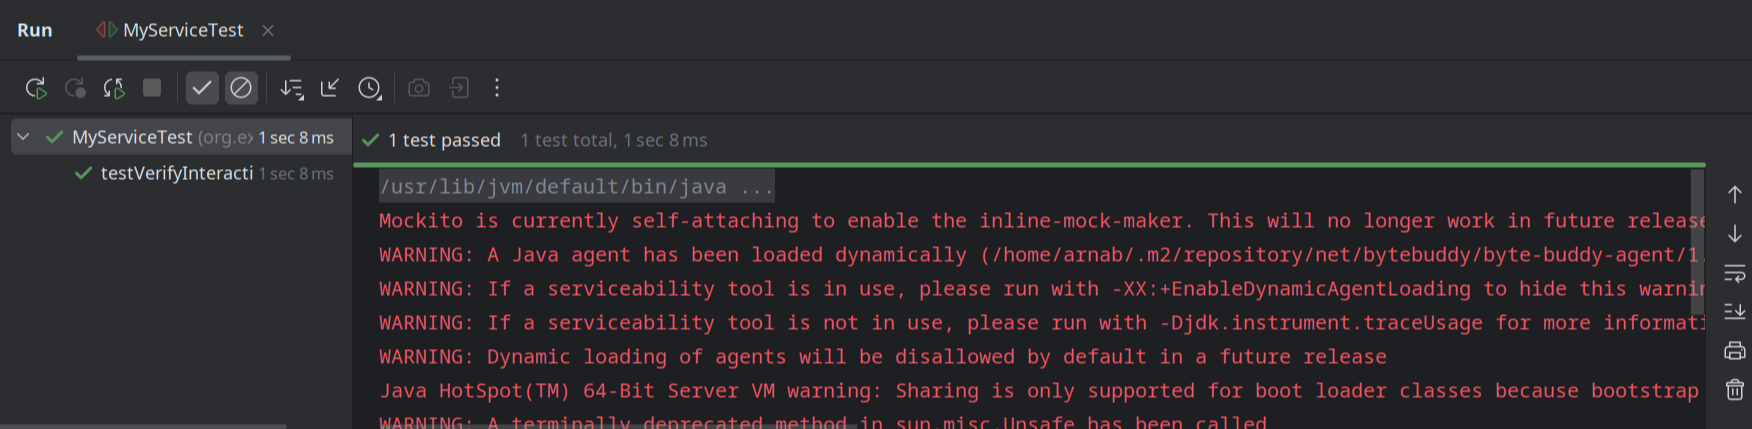 Run MyServiceTest
MyServiceTest (org.ex 1 sec 8 ms
testVerifyInteracti 1 sec 8 ms
1 test passed 1 test total, 1 sec 8 ms
/usr/lib/jvm/default/bin/java ...
Mockito is currently self-attaching to enable the inline-mock-maker. This will no longer work in future release
WARNING: A Java agent has been loaded dynamically (/home/arnab/.m2/repository/net/bytebuddy/byte-buddy-agent/1.
WARNING: If a serviceability tool is in use, please run with -XX:+EnableDynamicAgentLoading to hide this warnin
WARNING: If a serviceability tool is not in use, please run with -Djdk.instrument.traceUsage for more informati
WARNING: Dynamic loading of agents will be disallowed by default in a future release
Java HotSpot(TM) 64-Bit Server VM warning: Sharing is only supported for boot loader classes because bootstrap
WARNING: A terminally deprecated method in sun.misc.Unsafe has been called